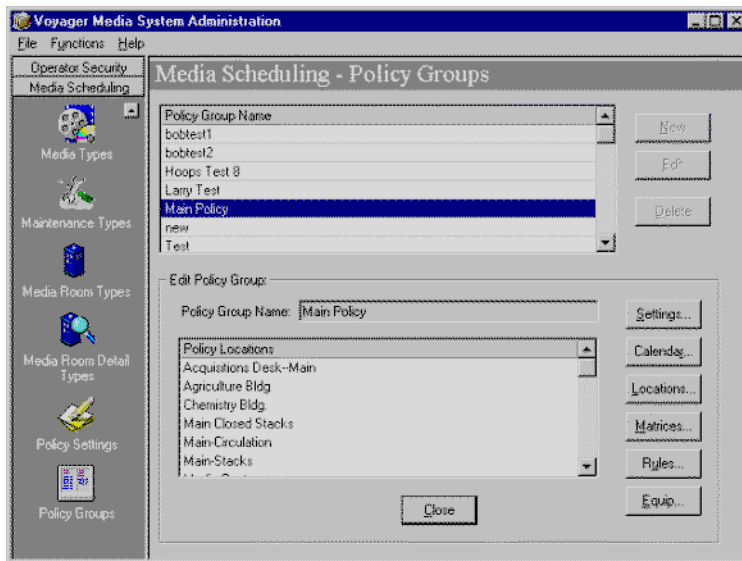 Voyager Media System Administration
File Functions Help
Operator Security
Media Scheduling
Media Types
Maintenance Types
Media Room Types
Media Room Detail
Types
Policy Settings
Policy Groups
Media Scheduling - Policy Groups
Policy Group Name
bobtest1
bobtest2
Hoops Test 8
Larry Test
Main Policy
new
Test
New
Edit
Delete
Edit Policy Group:
Policy Group Name: Main Policy
Policy Locations
Acquisitions Desk--Main
Agriculture Bldg.
Chemistry Bldg.
Main Closed Stacks
Main-Circulation
Main-Stacks
Settings...
Calendar...
Locations...
Matrices...
Rules...
Equip...
Close